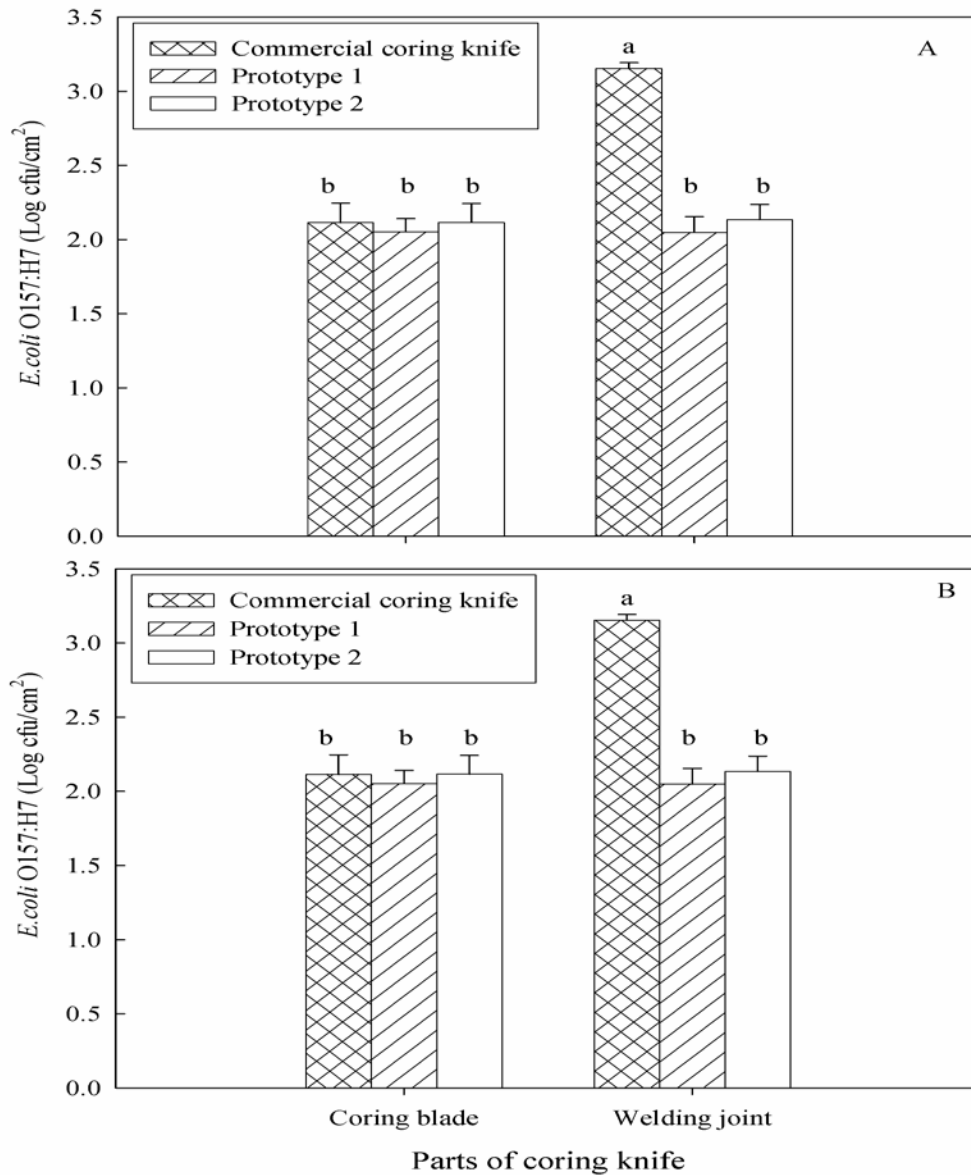 3.5
A
Commercial coring knife
Prototype 1
Prototype 2
a
3.0
2.5
b b b b b
2.0
1.5
1.0
0.5
0.0
E.coli O157:H7 (Log cfu/cm²)
3.5
B
Commercial coring knife
Prototype 1
Prototype 2
a
3.0
2.5
b b b b b
2.0
1.5
1.0
0.5
0.0
E.coli O157:H7 (Log cfu/cm²)
Coring blade Welding joint
Parts of coring knife